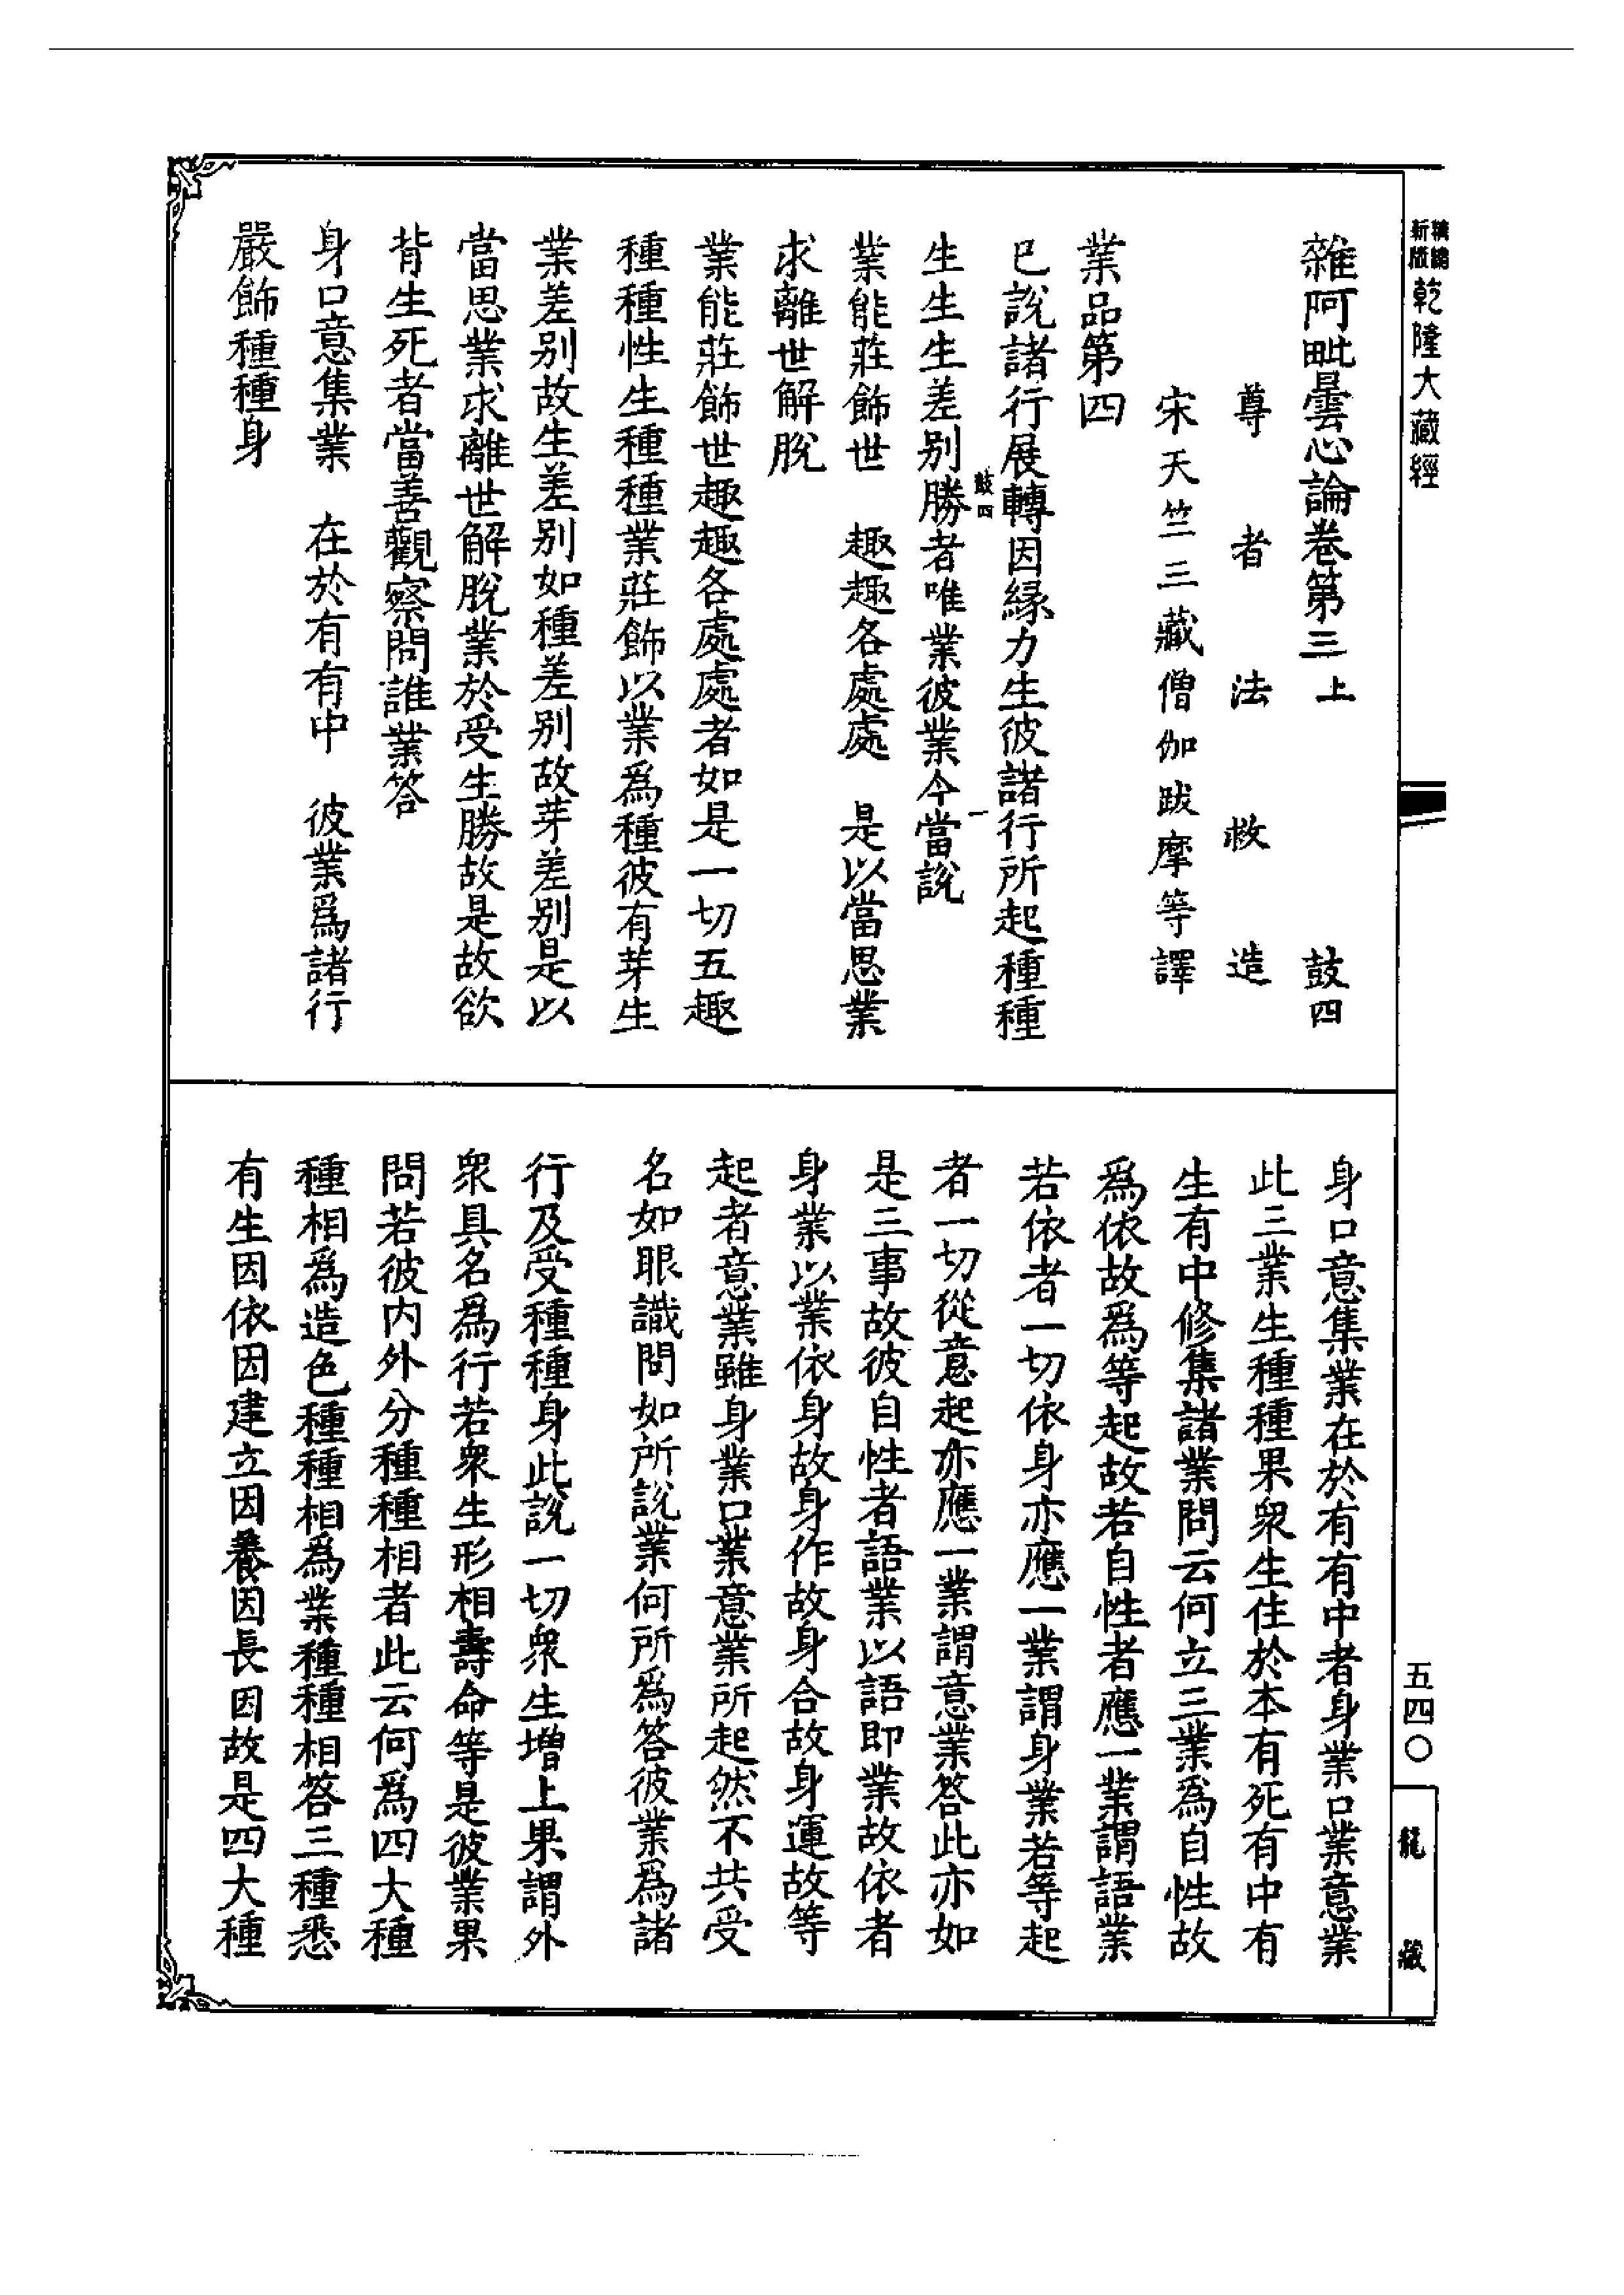 精編新版乾隆大藏經
雜阿毗曇心論卷第三上 鼓四
尊者法救造
宋天竺三藏僧伽跋摩等譯
業品第四
已說諸行展轉因緣力生彼諸行所起種種
鼓四 一
生生生差别勝者唯業彼業今當說
業能莊飾世 趣趣各處處 是以當思業
求離世解脫
業能莊飾世趣趣各處處者如是一切五趣
種種性生種種業莊飾以業爲種彼有芽生
業差别故生差别如種差别故芽差别是以
當思業求離世解脫業於受生勝故是故欲
背生死者當善觀察問誰業答
身口意集業 在於有有中 彼業爲諸行
嚴飾種種身
身口意集業在於有有中者身業口業意業
此三業生種種果衆生住於本有死有中有
生有中修集諸業問云何立三業爲自性故
爲依故爲等起故若自性者應一業謂語業
若依者一切依身亦應一業謂身業若等起
者一切從意起亦應一業謂意業答此亦如
是三事故彼自性者語業以語即業故依者
身業以業依身故身作故身合故身運故等
起者意業雖身業口業意業所起然不共受
名如眼識問如所說業何所爲答彼業爲諸
行及受種種身此說一切衆生增上果謂外
衆具名爲行若衆生形相壽命等是彼業果
問若彼内外分種種相者此云何爲四大種
種相爲造色種種相爲業種種相答三種悉
有生因依因建立因養因長因故是四大種
五四〇
龍藏